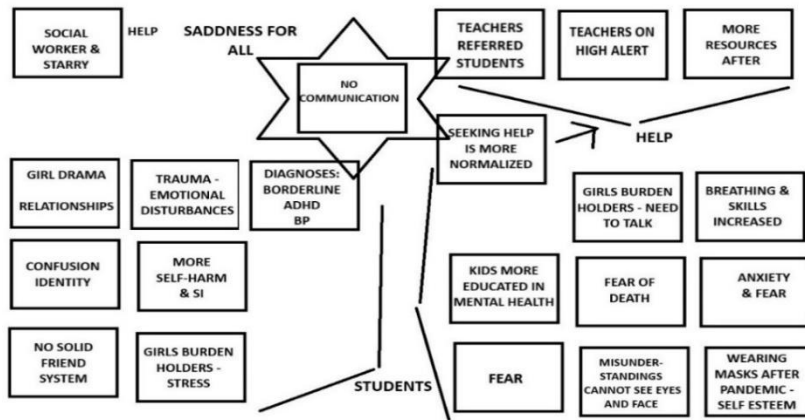 SOCIAL
WORKER &
STARRY
HELP
SADDNESS FOR
ALL
NO
COMMUNICATION
TEACHERS
REFERRED
STUDENTS
TEACHERS ON
HIGH ALERT
MORE
RESOURCES
AFTER
SEEKING HELP
IS MORE
NORMALIZED
HELP
GIRL DRAMA
RELATIONSHIPS
TRAUMA -
EMOTIONAL
DISTURBANCES
DIAGNOSES:
BORDERLINE
ADHD
BP
GIRLS BURDEN
HOLDERS - NEED
TO TALK
BREATHING &
SKILLS
INCREASED
CONFUSION
IDENTITY
MORE
SELF-HARM
& SI
KIDS MORE
EDUCATED IN
MENTAL HEALTH
FEAR OF
DEATH
ANXIETY
& FEAR
NO SOLID
FRIEND
SYSTEM
GIRLS BURDEN
HOLDERS -
STRESS
STUDENTS
FEAR
MISUNDER-
STANDINGS
CANNOT SEE EYES
AND FACE
WEARING
MASKS AFTER
PANDEMIC -
SELF ESTEEM